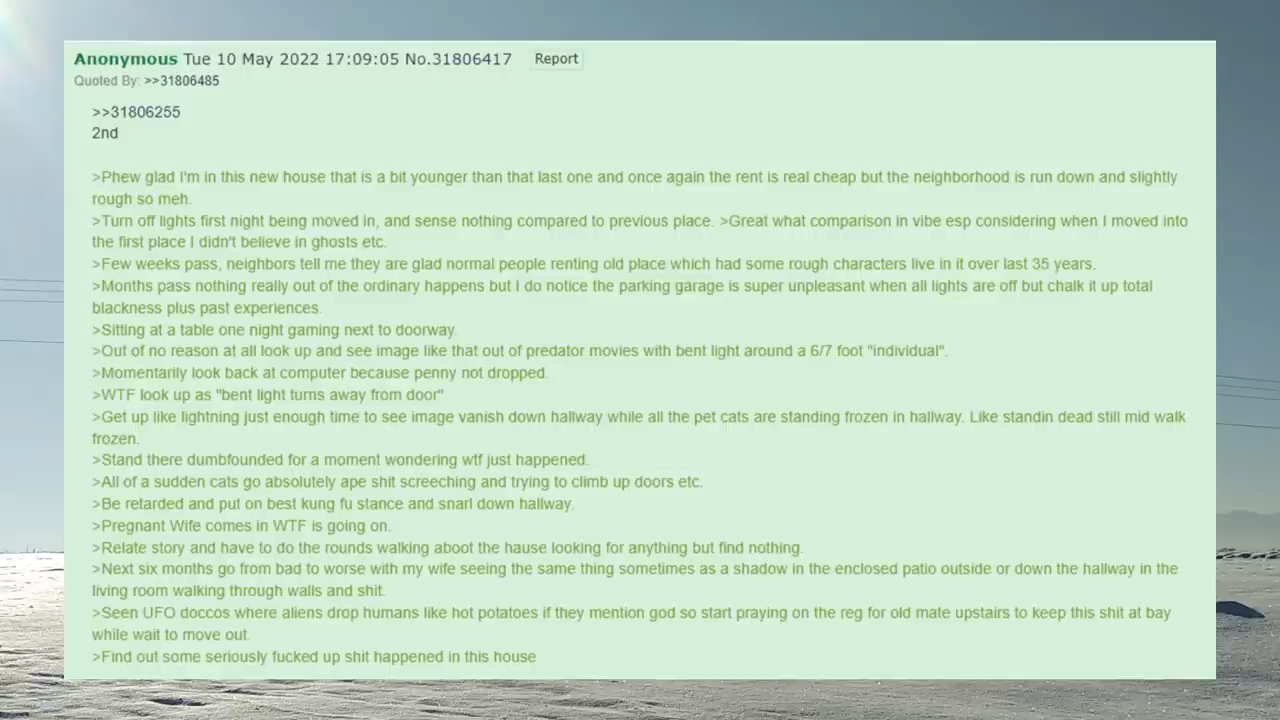 Anonymous Tue 10 May 2022 17:09:05 No.31806417 Report
Quoted By: >>31806485
>>31806255
2nd
>Phew glad I'm in this new house that is a bit younger than that last one and once again the rent is real cheap but the neighborhood is run down and slightly
rough so meh.
>Turn off lights first night being moved in, and sense nothing compared to previous place. >Great what comparison in vibe esp considering when I moved into
the first place I didn't believe in ghosts etc.
>Few weeks pass, neighbors tell me they are glad normal people renting old place which had some rough characters live in it over last 35 years.
>Months pass nothing really out of the ordinary happens but I do notice the parking garage is super unpleasant when all lights are off but chalk it up total
blackness plus past experiences.
>Sitting at a table one night gaming next to doorway.
>Out of no reason at all look up and see image like that out of predator movies with bent light around a 6/7 foot "individual".
>Momentarily look back at computer because penny not dropped.
>WTF look up as "bent light turns away from door"
>Get up like lightning just enough time to see image vanish down hallway while all the pet cats are standing frozen in hallway. Like standin dead still mid walk
frozen.
>Stand there dumbfounded for a moment wondering wtf just happened.
>All of a sudden cats go absolutely ape shit screeching and trying to climb up doors etc.
>Be retarded and put on best kung fu stance and snarl down hallway.
>Pregnant Wife comes in WTF is going on.
>Relate story and have to do the rounds walking aboot the hause looking for anything but find nothing.
>Next six months go from bad to worse with my wife seeing the same thing sometimes as a shadow in the enclosed patio outside or down the hallway in the
living room walking through walls and shit.
>Seen UFO doccos where aliens drop humans like hot potatoes if they mention god so start praying on the reg for old mate upstairs to keep this shit at bay
while wait to move out.
>Find out some seriously fucked up shit happened in this house